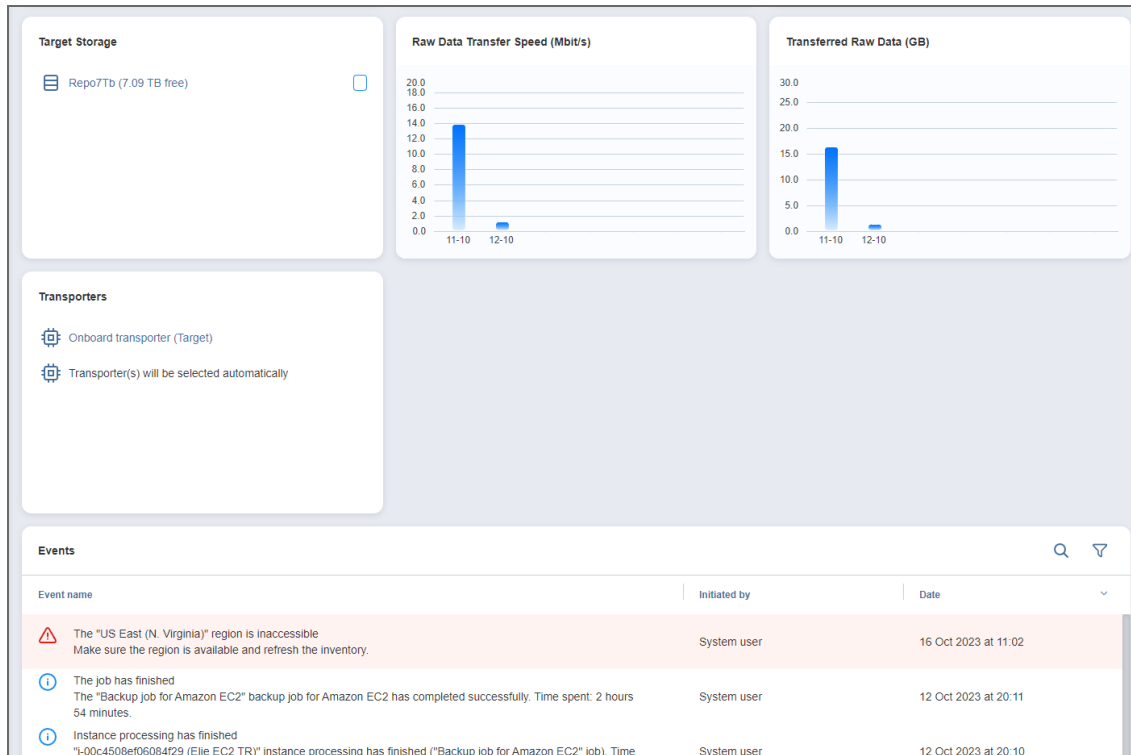 Target Storage
Repo7Tb (7.09 TB free)
Raw Data Transfer Speed (Mbit/s)
20.0
18.0
16.0
14.0
12.0
10.0
8.0
6.0
4.0
2.0
0.0
11-10 12-10
Transferred Raw Data (GB)
30.0
25.0
20.0
15.0
10.0
5.0
0.0
11-10 12-10
Transporters
Onboard transporter (Target)
Transporter(s) will be selected automatically
Events
Event name Initiated by Date
The "US East (N. Virginia)" region is inaccessible
Make sure the region is available and refresh the inventory.
System user 16 Oct 2023 at 11:02
The job has finished
The "Backup job for Amazon EC2" backup job for Amazon EC2 has completed successfully. Time spent: 2 hours
54 minutes.
System user 12 Oct 2023 at 20:11
Instance processing has finished
"i-00c4508ef06084f29 (Elie EC2 TR)" instance processing has finished ("Backup job for Amazon EC2" job). Time
System user 12 Oct 2023 at 20:10